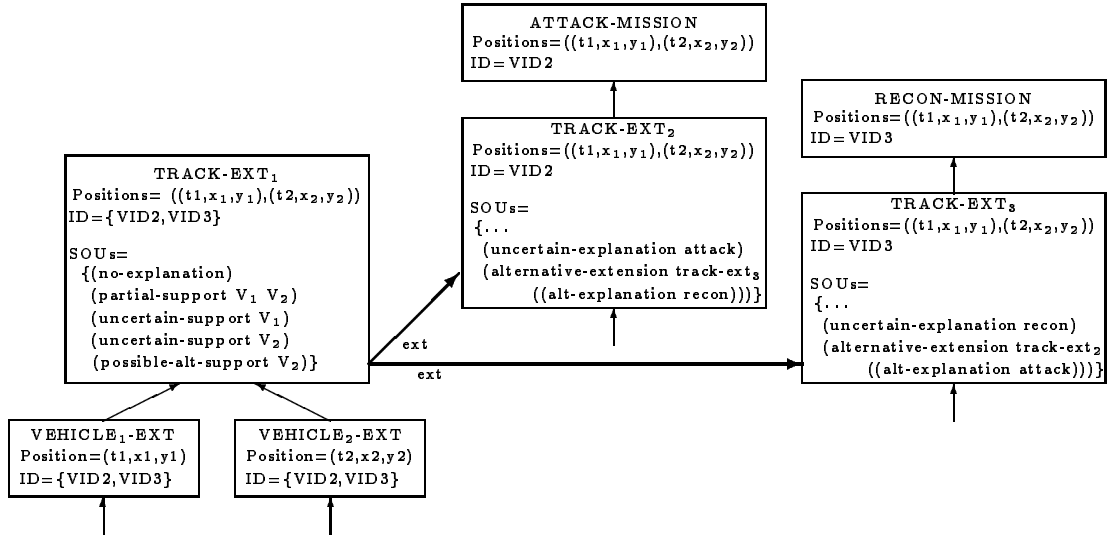 ATTACK-MISSION
Positions=((t1,x₁,y₁),(t2,x₂,y₂))
ID=VID2
RECON-MISSION
Positions=((t1,x₁,y₁),(t2,x₂,y₂))
ID=VID3
TRACK-EXT₂
Positions=((t1,x₁,y₁),(t2,x₂,y₂))
ID=VID2
SOUs=
{...
(uncertain-explanation attack)
(alternative-extension track-ext₃
((alt-explanation recon)))}
TRACK-EXT₁
Positions= ((t1,x₁,y₁),(t2,x₂,y₂))
ID={VID2,VID3}
SOUs=
{(no-explanation)
(partial-support V₁ V₂)
(uncertain-support V₁)
(uncertain-support V₂)
(possible-alt-support V₂)}
TRACK-EXT₃
Positions=((t1,x₁,y₁),(t2,x₂,y₂))
ID=VID3
SOUs=
{...
(uncertain-explanation recon)
(alternative-extension track-ext₂
((alt-explanation attack)))}
ext
ext
VEHICLE₁-EXT
Position=(t1,x1,y1)
ID={VID2,VID3}
VEHICLE₂-EXT
Position=(t2,x2,y2)
ID={VID2,VID3}